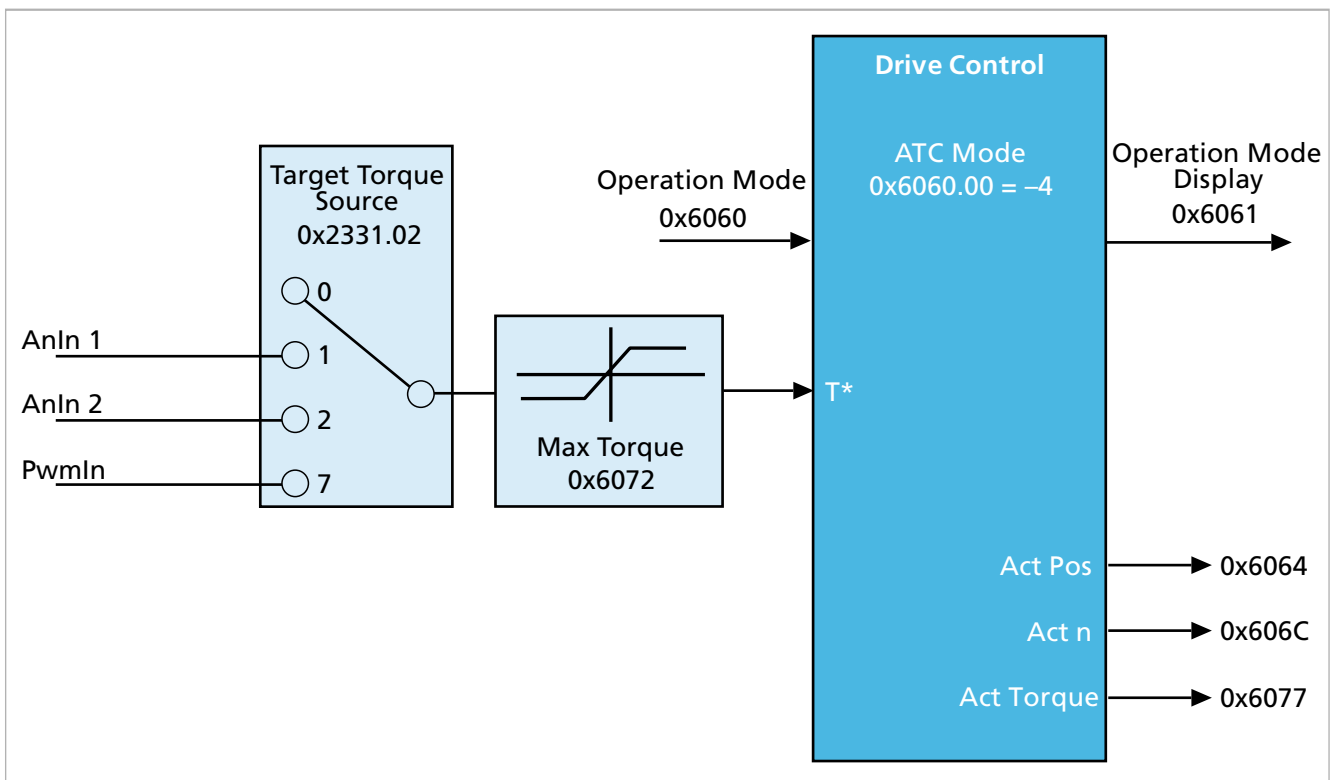 Drive Control
ATC Mode
0x6060.00 = –4
Operation Mode
0x6060
Operation Mode
Display
0x6061
Target Torque
Source
0x2331.02
0
AnIn 1
1
AnIn 2
2
PwmIn
7
Max Torque
0x6072
T*
Act Pos
0x6064
Act n
0x606C
Act Torque
0x6077